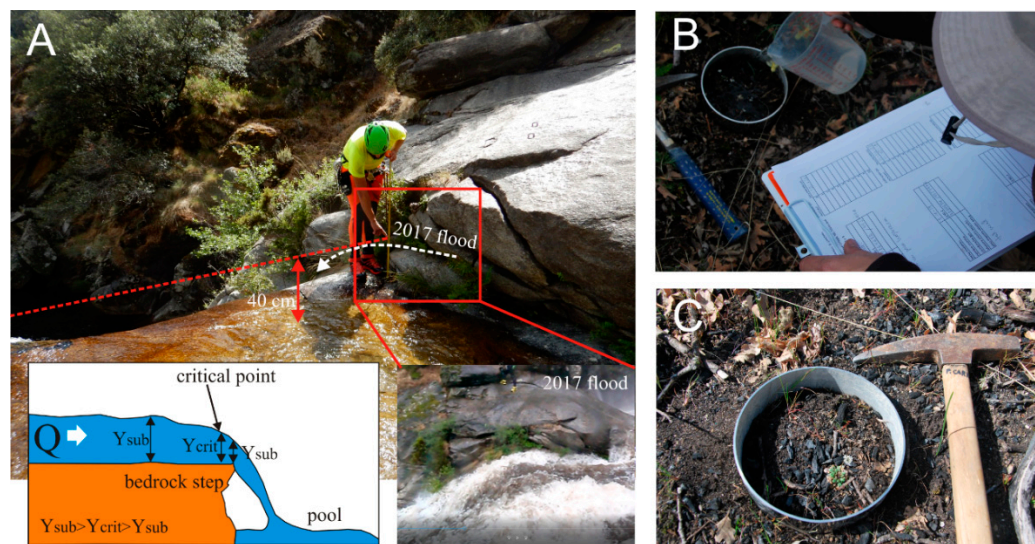 A
2017 flood
40 cm
critical point
Q
Ysub
Ycrit
Ysub
bedrock step
pool
Ysub>Ycrit>Ysub
2017 flood
B
C